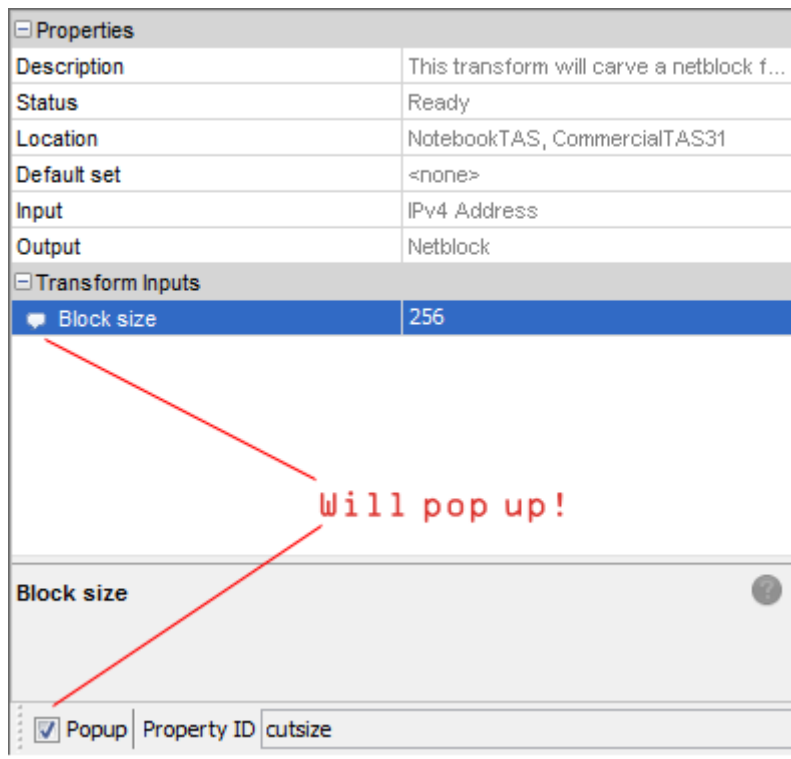 Properties
Description This transform will carve a netblock f...
Status Ready
Location NotebookTAS, CommercialTAS31
Default set <none>
Input IPv4 Address
Output Netblock
Transform Inputs
Block size 256
Will pop up!
Block size ?
Popup Property ID cutsize